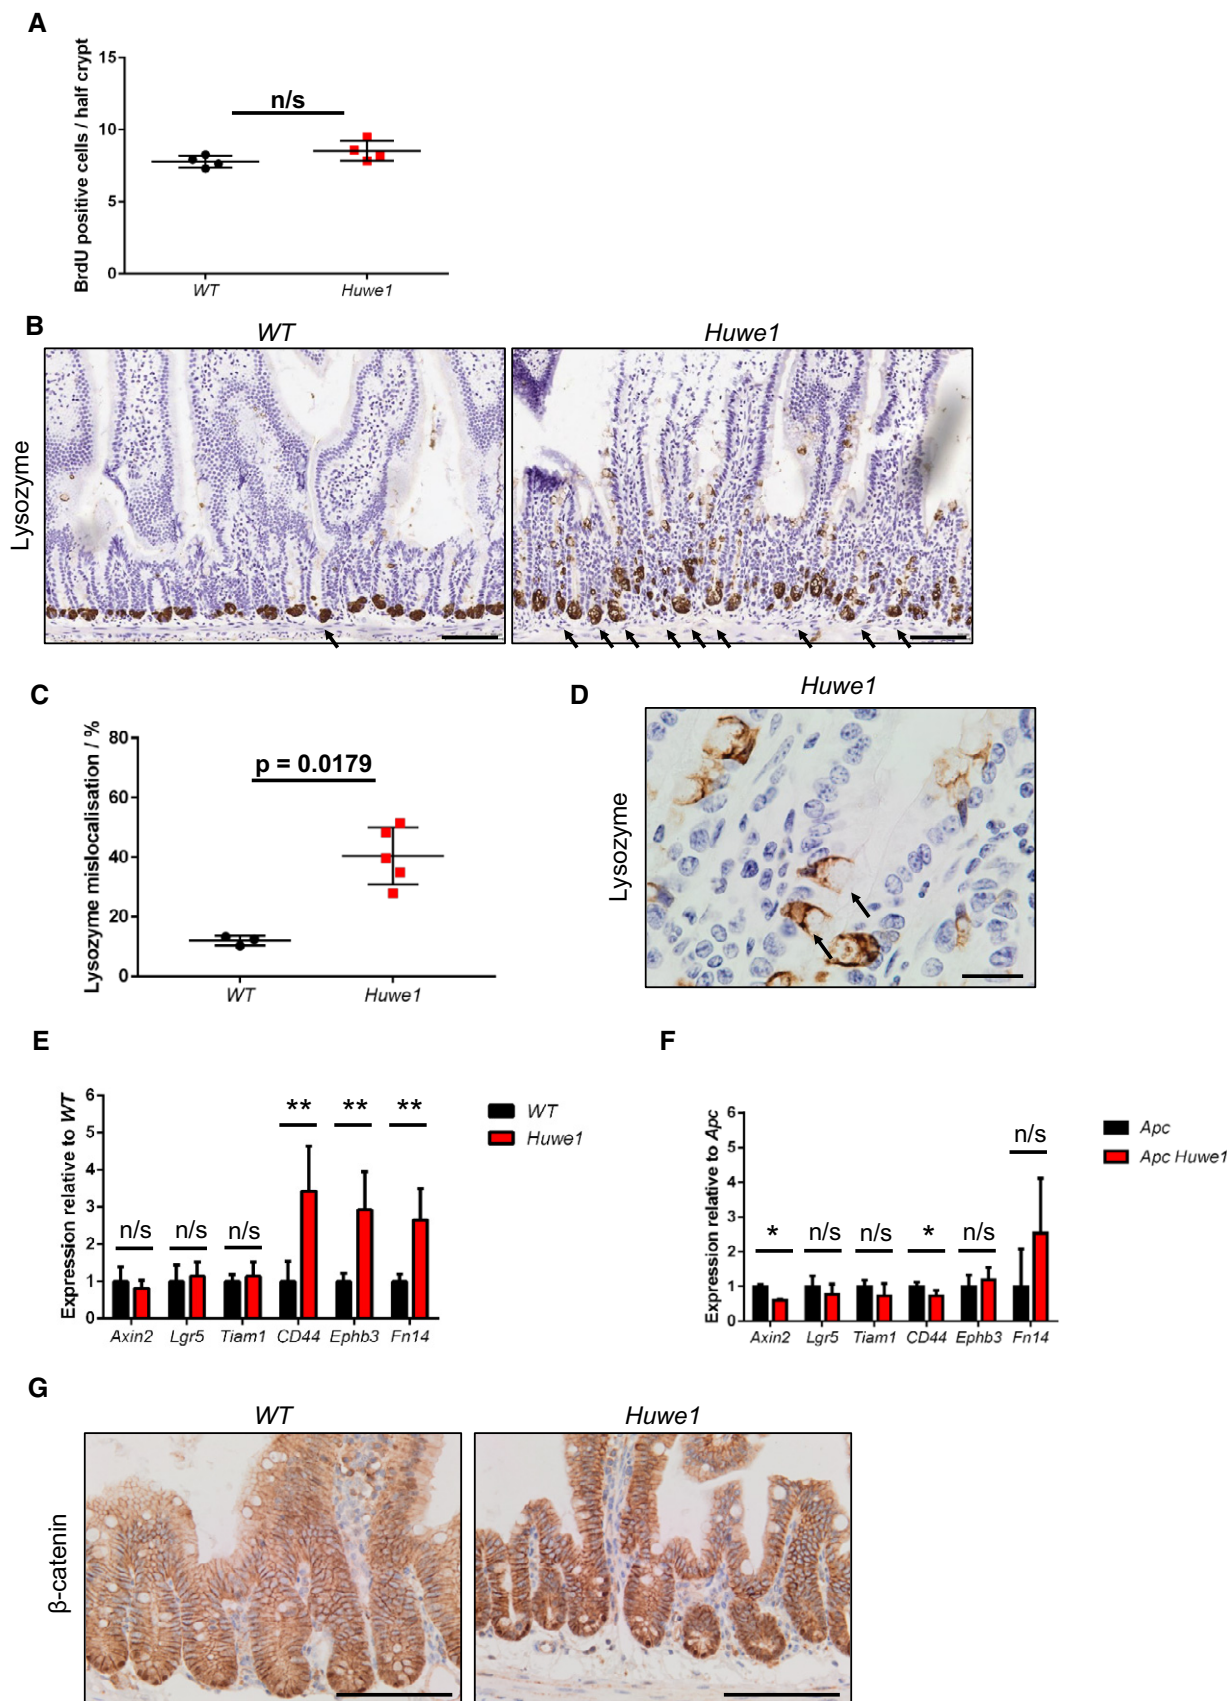 A
BrdU positive cells / half crypt
15
10
5
0
n/s
WT
Huwe1
B
WT
Huwe1
Lysozyme
C
Lysozyme mislocalisation / %
80
60
40
20
0
p = 0.0179
WT
Huwe1
D
Huwe1
Lysozyme
E
Expression relative to WT
6
5
4
3
2
1
0
n/s
n/s
n/s
**
**
**
Axin2
Lgr5
Tiam1
CD44
Ephb3
Fn14
WT
Huwe1
F
Expression relative to Apc
6
5
4
3
2
1
0
*
n/s
n/s
*
n/s
n/s
Axin2
Lgr5
Tiam1
CD44
Ephb3
Fn14
Apc
Apc Huwe1
G
WT
Huwe1
β-catenin